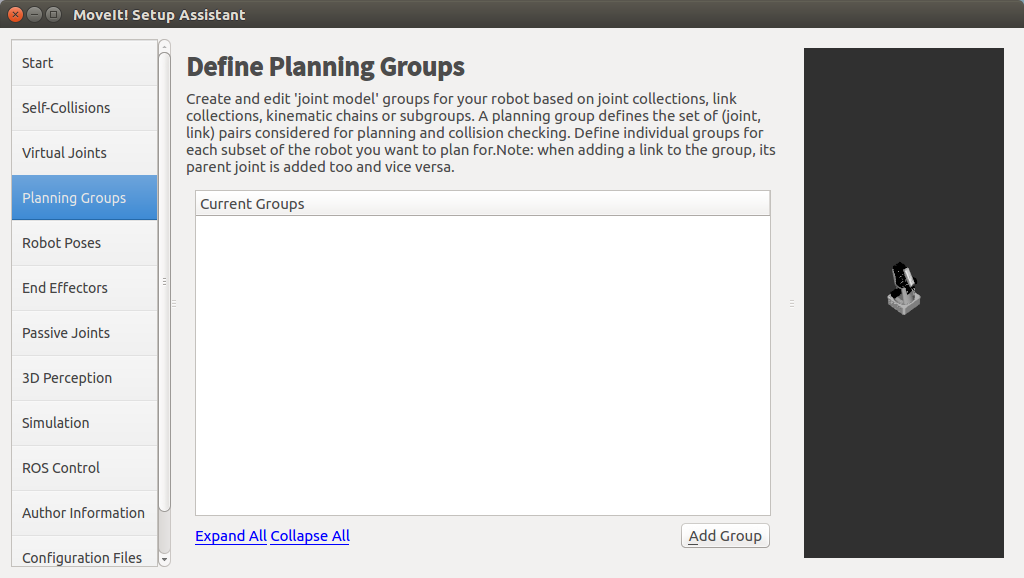 MoveIt! Setup Assistant
Start
Self-Collisions
Virtual Joints
Planning Groups
Robot Poses
End Effectors
Passive Joints
3D Perception
Simulation
ROS Control
Author Information
Configuration Files
Define Planning Groups
Create and edit 'joint model' groups for your robot based on joint collections, link
collections, kinematic chains or subgroups. A planning group defines the set of (joint,
link) pairs considered for planning and collision checking. Define individual groups for
each subset of the robot you want to plan for.Note: when adding a link to the group, its
parent joint is added too and vice versa.
Current Groups
Expand All Collapse All
Add Group